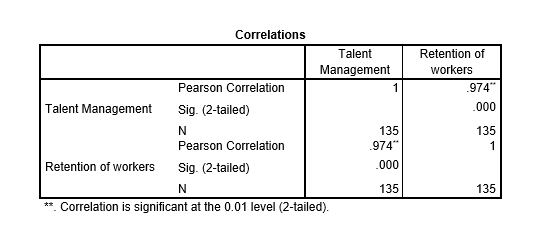 Correlations
Talent Management Retention of workers
Talent Management Pearson Correlation 1 .974**
Sig. (2-tailed) .000
N 135 135
Retention of workers Pearson Correlation .974** 1
Sig. (2-tailed) .000
N 135 135
**. Correlation is significant at the 0.01 level (2-tailed).